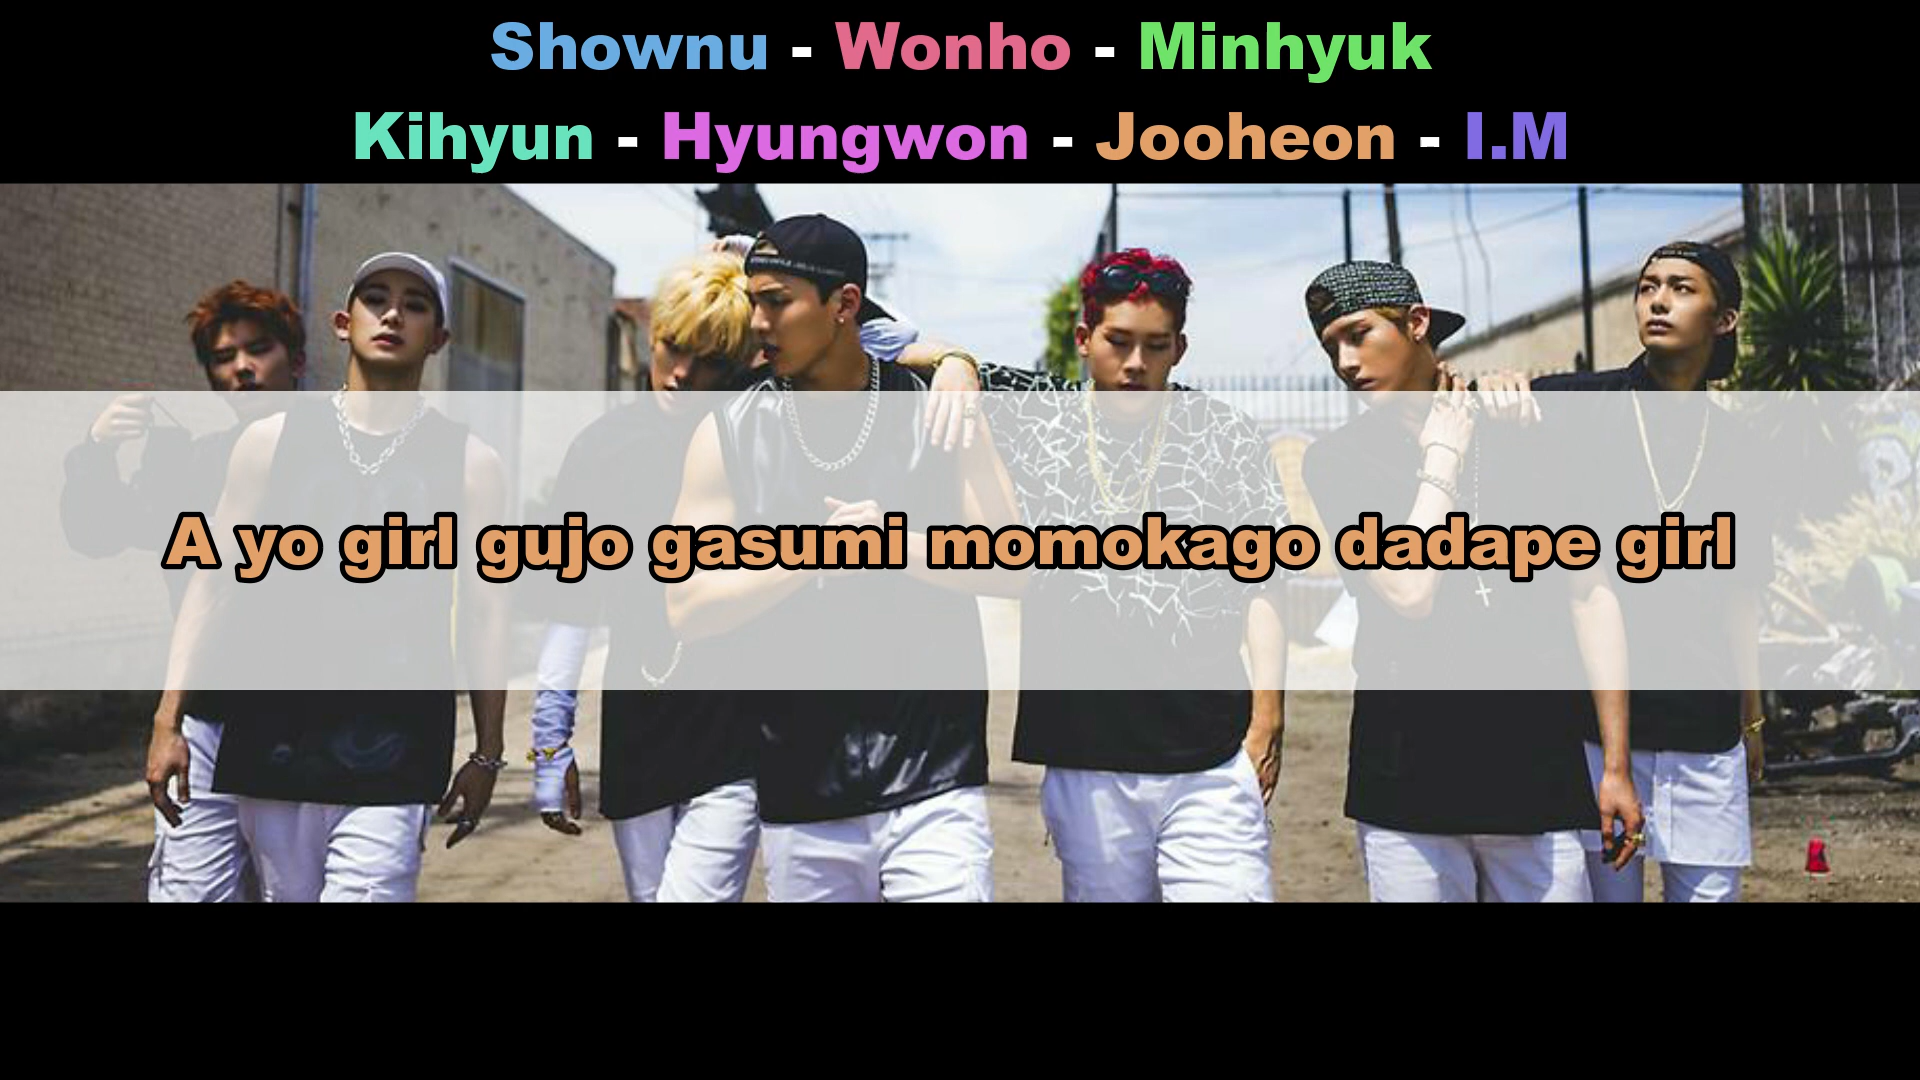 Shownu - Wonho - Minhyuk
Kihyun - Hyungwon - Jooheon - I.M
A yo girl gujo gasumi momokago dadape girl